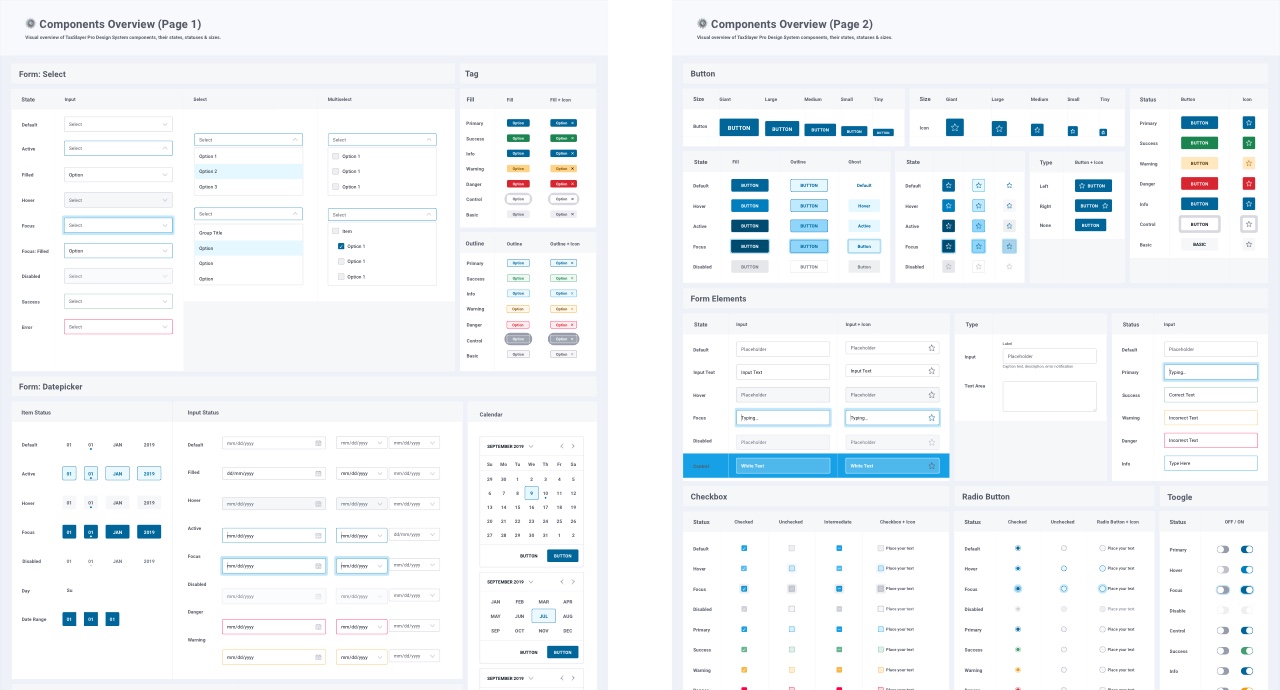 Components Overview (Page 1)
Visual overview of TaxSlayer Pro Design System components, their states, statuses & sizes.
Form: Select
State Input Select Multiselect
Default Select
Active Select
Filled Option
Hover Select
Focus Select
Focus: Filled Option
Disabled Select
Success Select
Error Select
Select
Option 1
Option 2
Option 3
Select
Group Title
Option
Option
Option
Select
Option 1
Option 1
Option 1
Select
Item
Option 1
Option 1
Option 1
Tag
Fill Fill Fill + Icon
Primary Option Option ×
Success Option Option ×
Info Option Option ×
Warning Option Option ×
Danger Option Option ×
Control Option Option ×
Basic Option Option ×
Outline Outline Outline + Icon
Primary Option Option ×
Success Option Option ×
Info Option Option ×
Warning Option Option ×
Danger Option Option ×
Control Option Option ×
Basic Option Option ×
Form: Datepicker
Item Status
Default 01 01 JAN 2019
Active 01 01 JAN 2019
Hover 01 01 JAN 2019
Focus 01 01 JAN 2019
Disabled 01 01 JAN 2019
Day Su
Date Range 01 01 01
Input Status
Default mm/dd/yyyy mm/dd/yyyy mm/dd/yyyy
Filled dd/mm/yyyy mm/dd/yyyy mm/dd/yyyy
Hover mm/dd/yyyy mm/dd/yyyy mm/dd/yyyy
Active mm/dd/yyyy mm/dd/yyyy dd/mm/yyyy
Focus mm/dd/yyyy mm/dd/yyyy mm/dd/yyyy
Disabled mm/dd/yyyy mm/dd/yyyy mm/dd/yyyy
Danger mm/dd/yyyy mm/dd/yyyy mm/dd/yyyy
Warning mm/dd/yyyy mm/dd/yyyy mm/dd/yyyy
Calendar
SEPTEMBER 2019
Su Mo Tu We Th Fr Sa
29 30 1 2 3 4 5
6 7 8 9 10 11 12
13 14 15 16 17 18 19
20 21 22 23 24 25 26
27 28 29 30 31 1 2
BUTTON BUTTON
SEPTEMBER 2019
JAN FEB MAR APR
MAY JUN JUL AUG
SEP OCT NOV DEC
BUTTON BUTTON
SEPTEMBER 2019
Components Overview (Page 2)
Visual overview of TaxSlayer Pro Design System components, their states, statuses & sizes.
Button
Size Giant Large Medium Small Tiny
Button BUTTON BUTTON BUTTON BUTTON BUTTON
Size Giant Large Medium Small Tiny
Icon
Status Button Icon
Primary BUTTON
Success BUTTON
Warning BUTTON
Danger BUTTON
Info BUTTON
Control BUTTON
Basic BASIC
State Fill Outline Ghost
Default BUTTON BUTTON Default
Hover BUTTON BUTTON Hover
Active BUTTON BUTTON Active
Focus BUTTON BUTTON Button
Disabled BUTTON BUTTON Button
State
Default
Hover
Active
Focus
Disabled
Type Button + Icon
Left BUTTON
Right BUTTON
None BUTTON
Form Elements
State Input Input + Icon
Default Placeholder Placeholder
Input Text Input Text Input Text
Hover Placeholder Placeholder
Focus Typing... Typing...
Disabled Placeholder Placeholder
Control White Text White Text
Type
Label
Input Placeholder
Caption text, description, error notification
Text Area
Status Input
Default Placeholder
Primary Typing...
Success Correct Text
Warning Incorrect Text
Danger Incorrect Text
Info Type Here
Checkbox
Status Checked Unchecked Intermediate Checkbox + Icon
Default Place your text
Hover Place your text
Focus Place your text
Disabled Place your text
Primary Place your text
Success Place your text
Warning Place your text
Danger Place your text
Radio Button
Status Checked Unchecked Radio Button + Icon
Default Place your text
Hover Place your text
Focus Place your text
Disabled Place your text
Primary Place your text
Success Place your text
Warning Place your text
Danger Place your text
Toogle
Status OFF / ON
Primary
Hover
Focus
Disable
Control
Success
Info